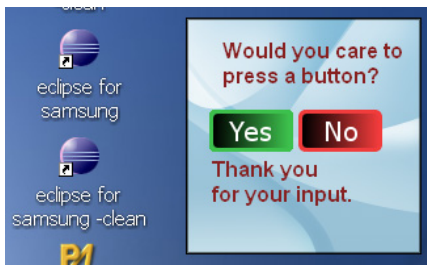 eclipse for
samsung
eclipse for
samsung -clean
Would you care to
press a button?
Yes No
Thank you
for your input.